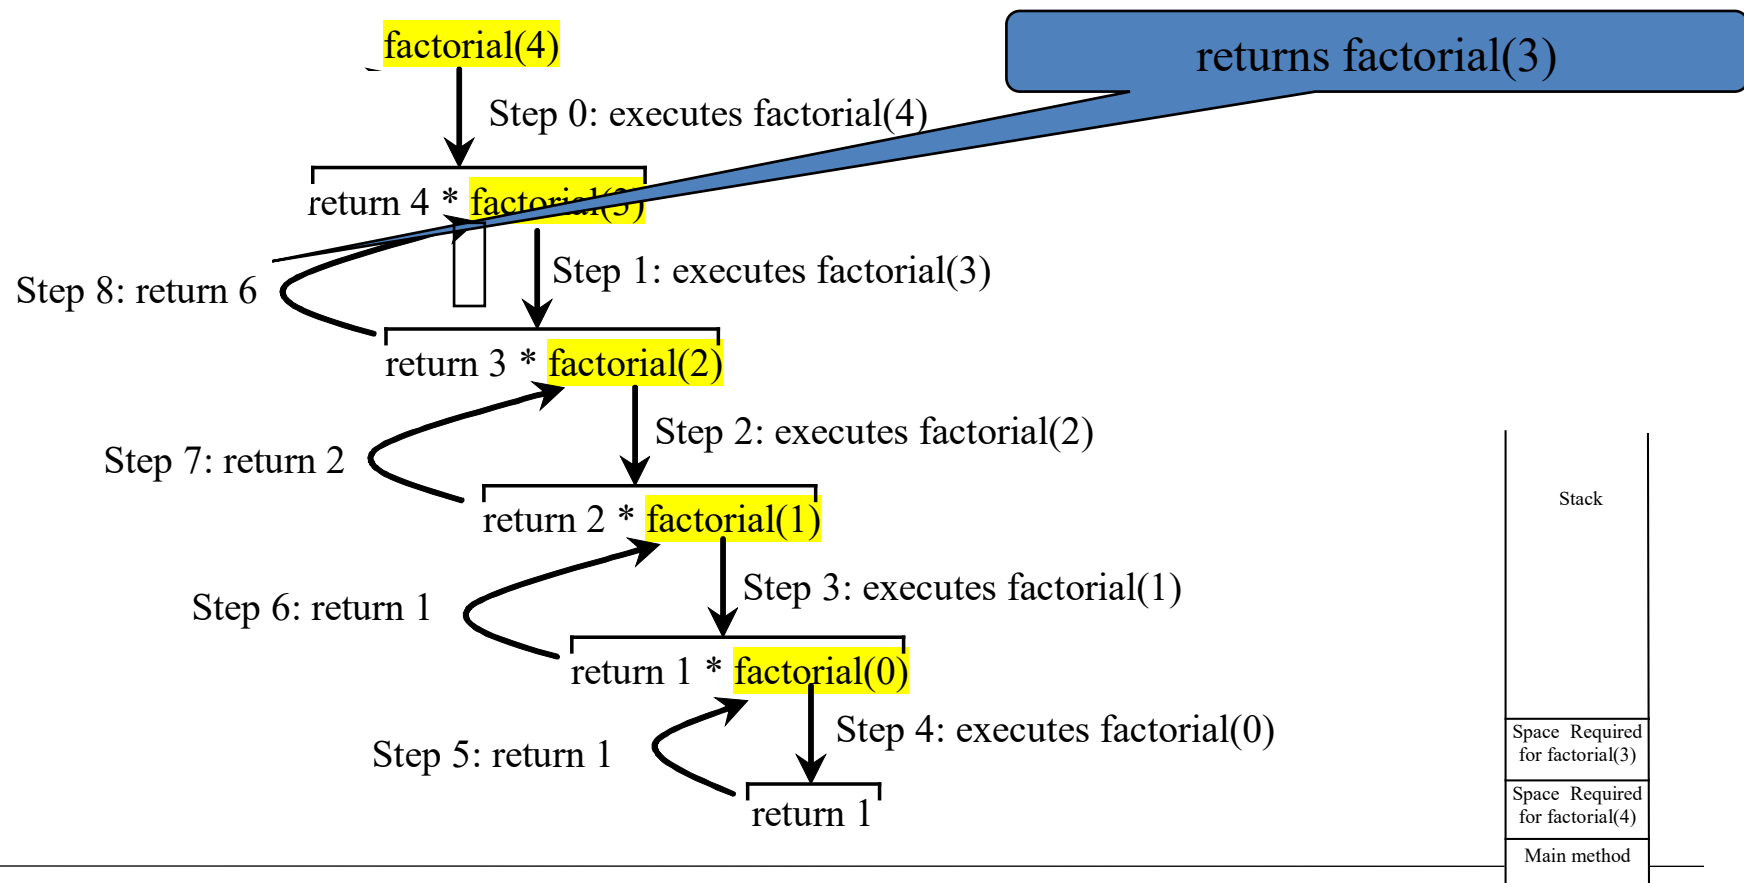 factorial(4)
returns factorial(3)
Step 0: executes factorial(4)
return 4 * factorial(3)
Step 1: executes factorial(3)
Step 8: return 6
return 3 * factorial(2)
Step 2: executes factorial(2)
Step 7: return 2
return 2 * factorial(1)
Stack
Step 3: executes factorial(1)
Step 6: return 1
return 1 * factorial(0)
Step 4: executes factorial(0)
Step 5: return 1
return 1
Space Required
for factorial(3)
Space Required
for factorial(4)
Main method